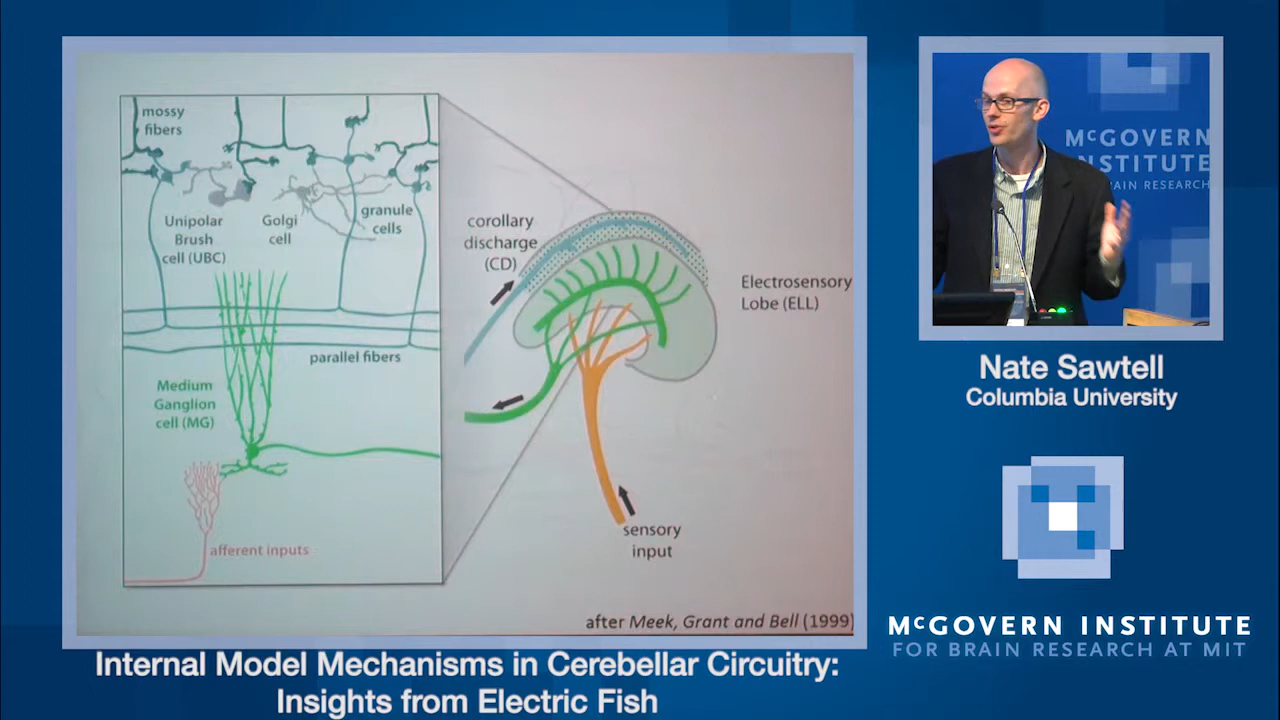 mossy
fibers
Unipolar
Brush
cell (UBC)
Golgi
cell
granule
cells
parallel fibers
Medium
Ganglion
cell (MG)
afferent inputs
corollary
discharge
(CD)
Electrosensory
Lobe (ELL)
sensory
input
after Meek, Grant and Bell (1999)
MCGOVERN
INSTITUTE
AIN RESEARCH
Nate Sawtell
Columbia University
MCGOVERN INSTITUTE
FOR BRAIN RESEARCH AT MIT
Internal Model Mechanisms in Cerebellar Circuitry:
Insights from Electric Fish